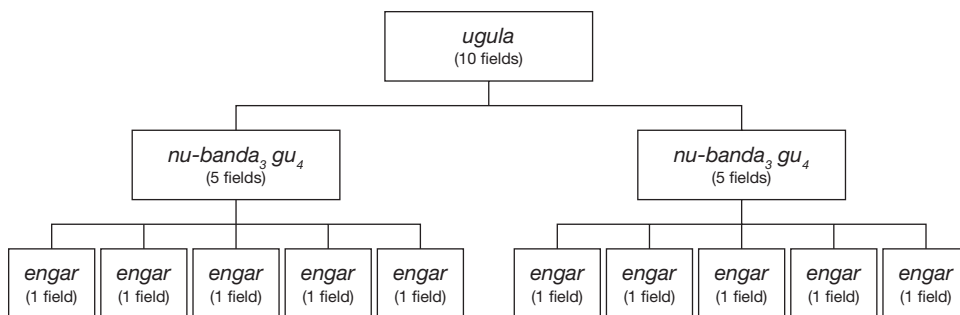 ugula
(10 fields)
nu-banda₃ gu₄
(5 fields)
nu-banda₃ gu₄
(5 fields)
engar
(1 field)
engar
(1 field)
engar
(1 field)
engar
(1 field)
engar
(1 field)
engar
(1 field)
engar
(1 field)
engar
(1 field)
engar
(1 field)
engar
(1 field)